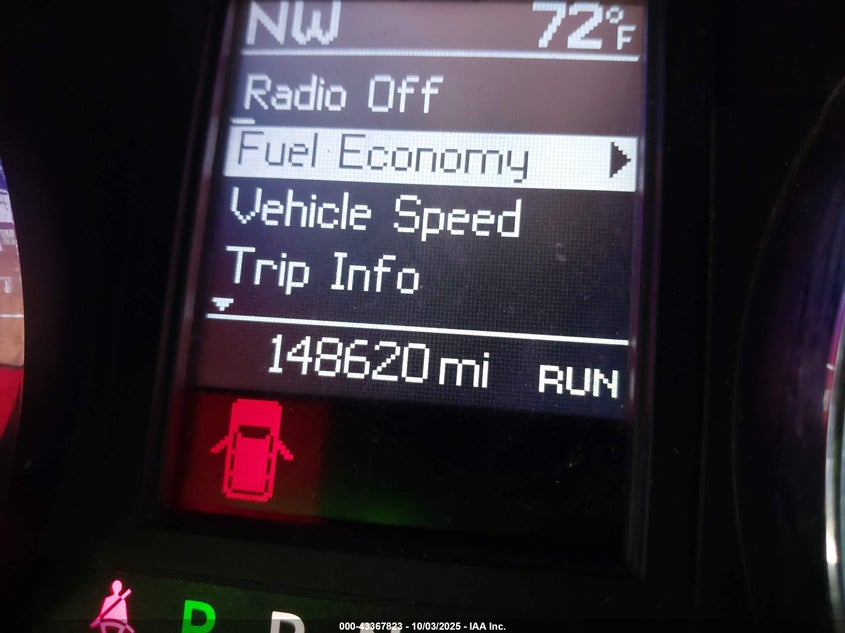 NW 72°F
Radio Off
Fuel Economy
Vehicle Speed
Trip Info
148620 mi RUN
P
000-43367823 - 10/03/2025 - IAA Inc.